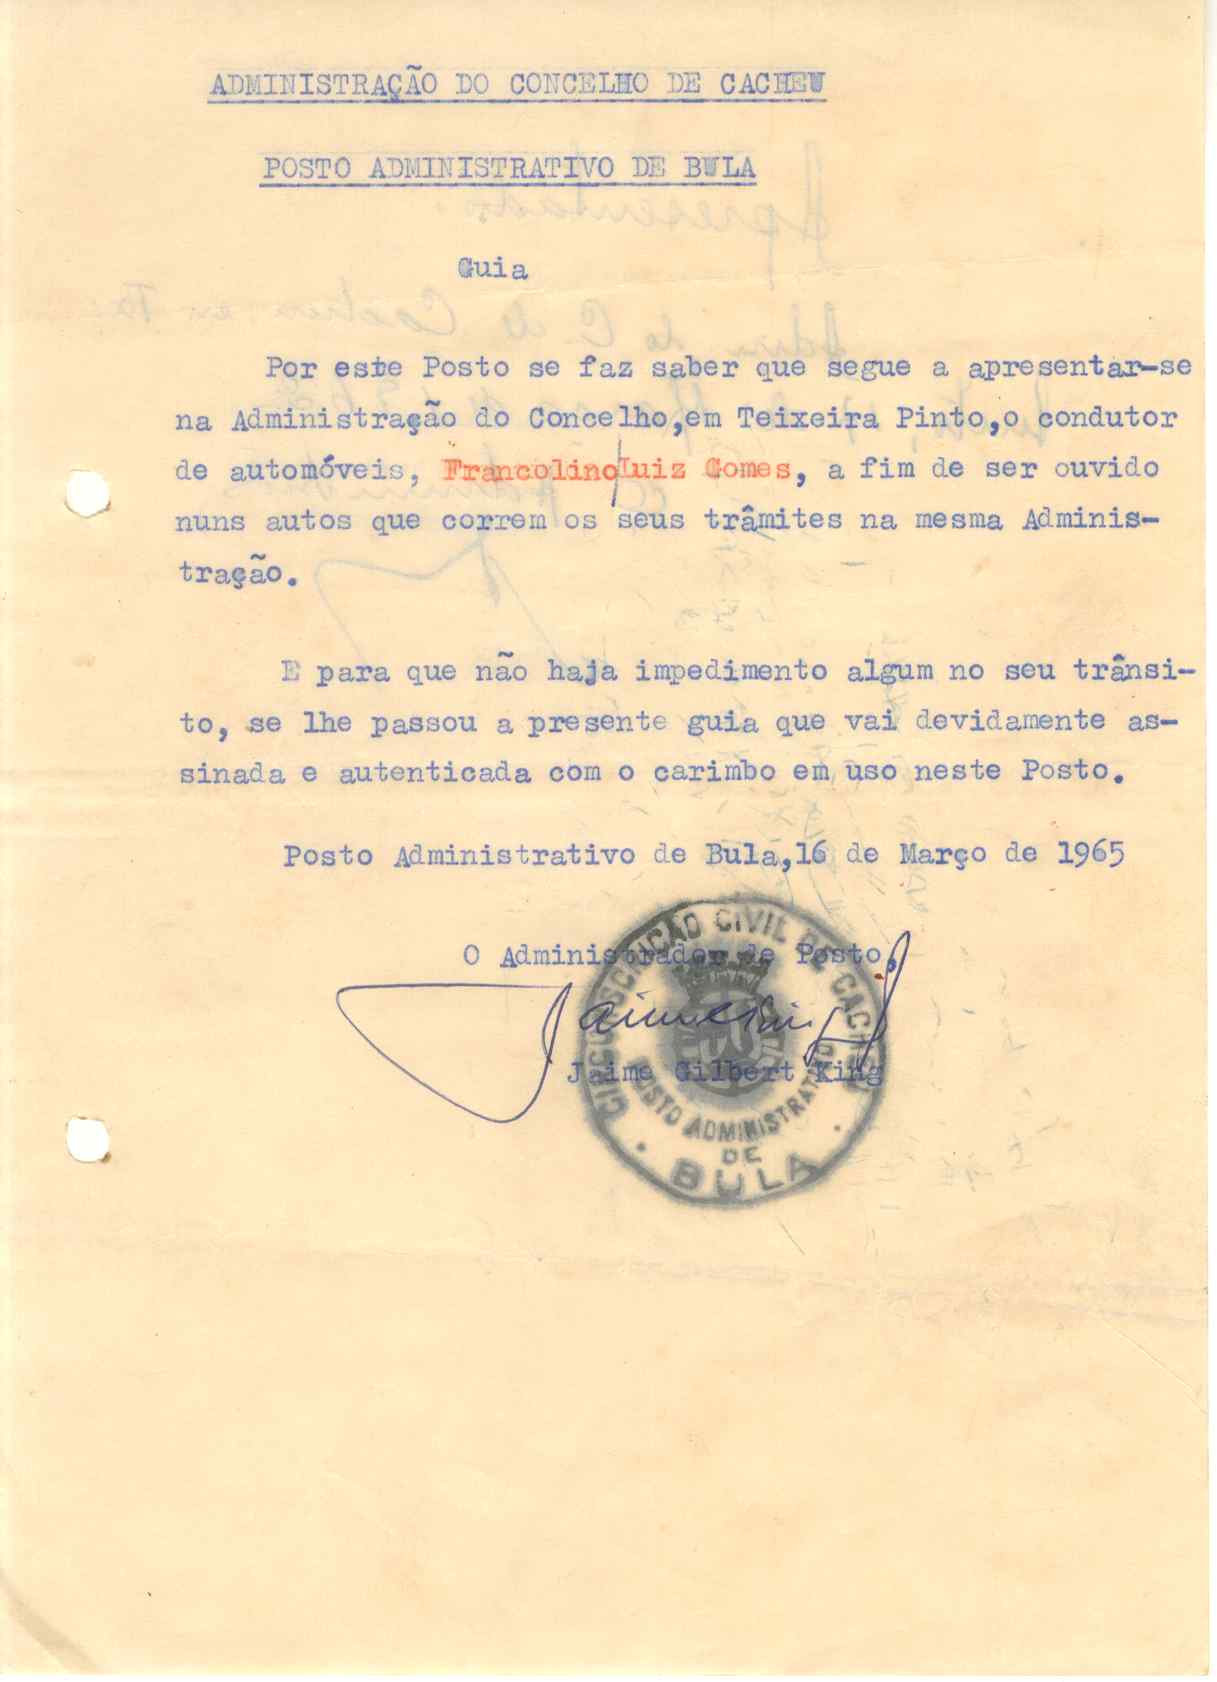 ADMINISTRAÇÃO DO CONCELHO DE CACHEU
POSTO ADMINISTRATIVO DE BULA
Guia
Por este Posto se faz saber que segue a apresentar-se
na Administração do Concelho,em Teixeira Pinto,o condutor
de automóveis, Francolino Luiz Gomes, a fim de ser ouvido
nuns autos que correm os seus trâmites na mesma Adminis-
tração.
E para que não haja impedimento algum no seu trânsi-
to, se lhe passou a presente guia que vai devidamente as-
sinada e autenticada com o carimbo em uso neste Posto.
Posto Administrativo de Bula,16 de Março de 1965
O Administrador de Posto,
Jaime Gilbert King
CIRCUNSCRIÇÃO CIVIL DE CACHEU
POSTO ADMINISTRATIVO
DE
BULA